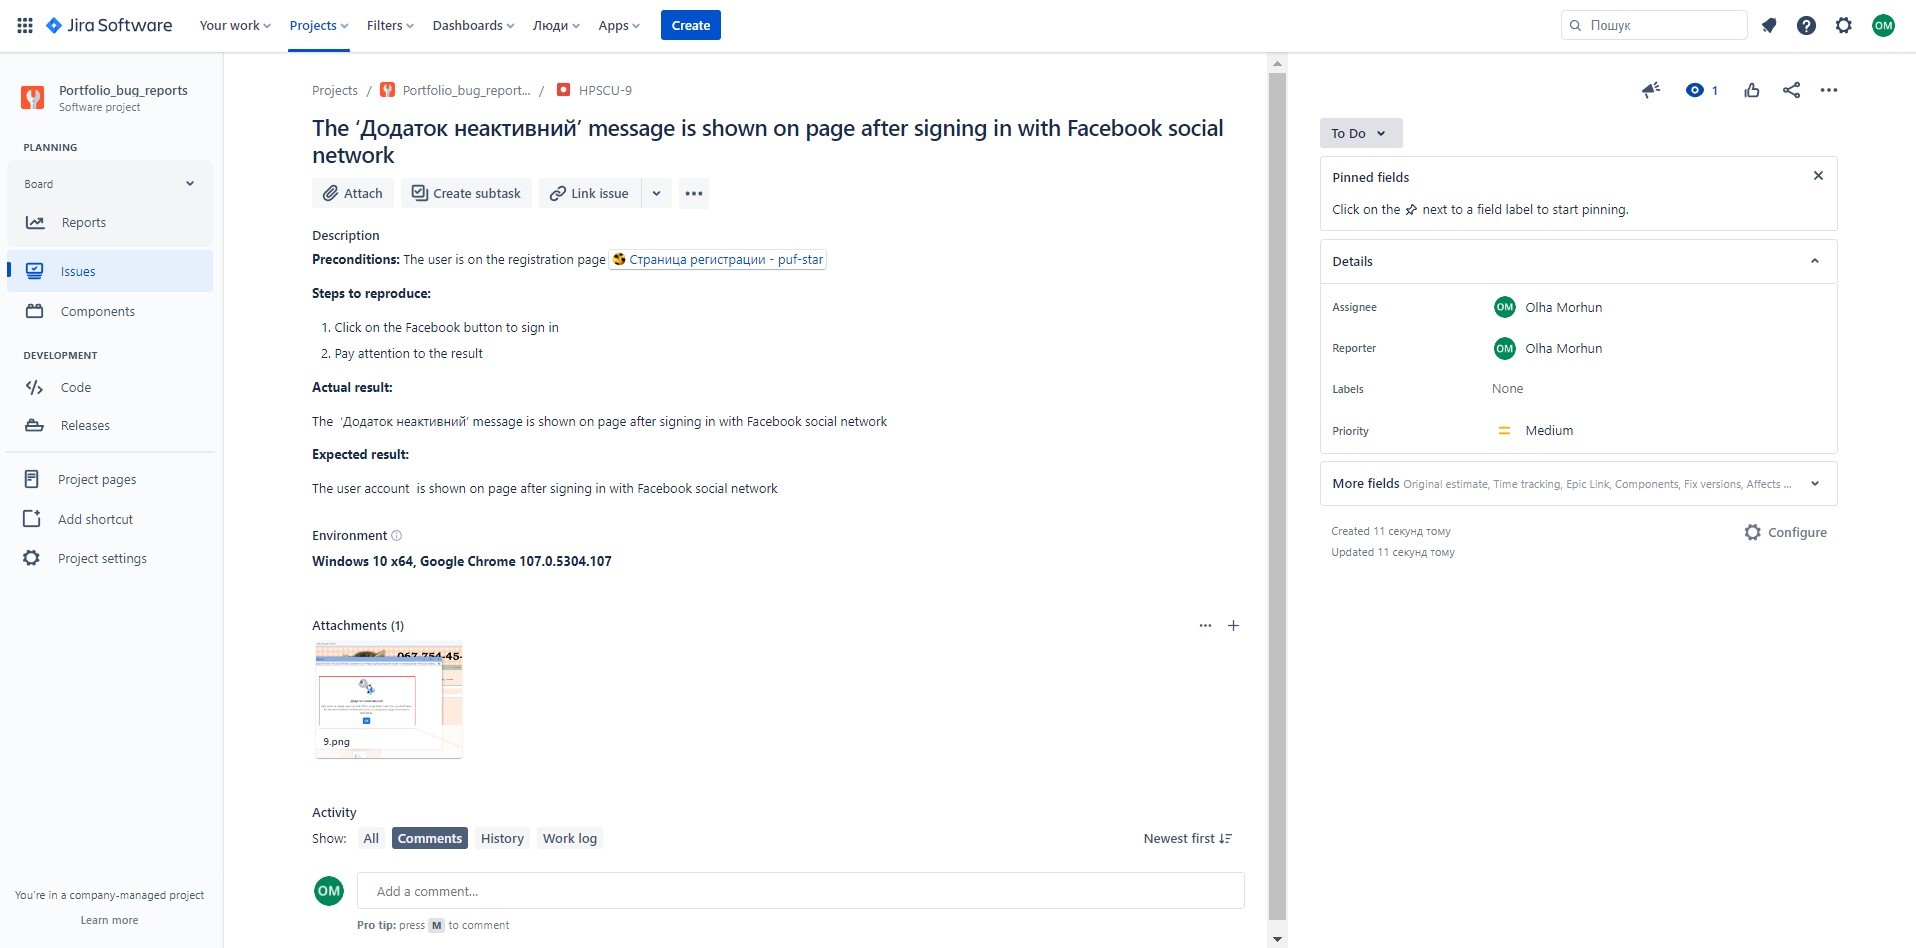 Jira Software
Your work
Projects
Filters
Dashboards
Люди
Apps
Create
Пошук
OM
Portfolio_bug_reports
Software project
PLANNING
Board
Reports
Issues
Components
DEVELOPMENT
Code
Releases
Project pages
Add shortcut
Project settings
You're in a company-managed project
Learn more
Projects / Portfolio_bug_report... / HPSCU-9
The ‘Додаток неактивний’ message is shown on page after signing in with Facebook social
network
Attach
Create subtask
Link issue
Description
Preconditions: The user is on the registration page Страница регистрации - puf-star
Steps to reproduce:
1. Click on the Facebook button to sign in
2. Pay attention to the result
Actual result:
The ‘Додаток неактивний’ message is shown on page after signing in with Facebook social network
Expected result:
The user account is shown on page after signing in with Facebook social network
Environment
Windows 10 x64, Google Chrome 107.0.5304.107
Attachments (1)
067 754-45-
Додаток неактивний
9.png
Activity
Show: All Comments History Work log
Newest first
OM
Add a comment...
Pro tip: press M to comment
1
To Do
Pinned fields
Click on the next to a field label to start pinning.
Details
Assignee OM Olha Morhun
Reporter OM Olha Morhun
Labels None
Priority Medium
More fields Original estimate, Time tracking, Epic Link, Components, Fix versions, Affects ...
Created 11 секунд тому
Updated 11 секунд тому
Configure